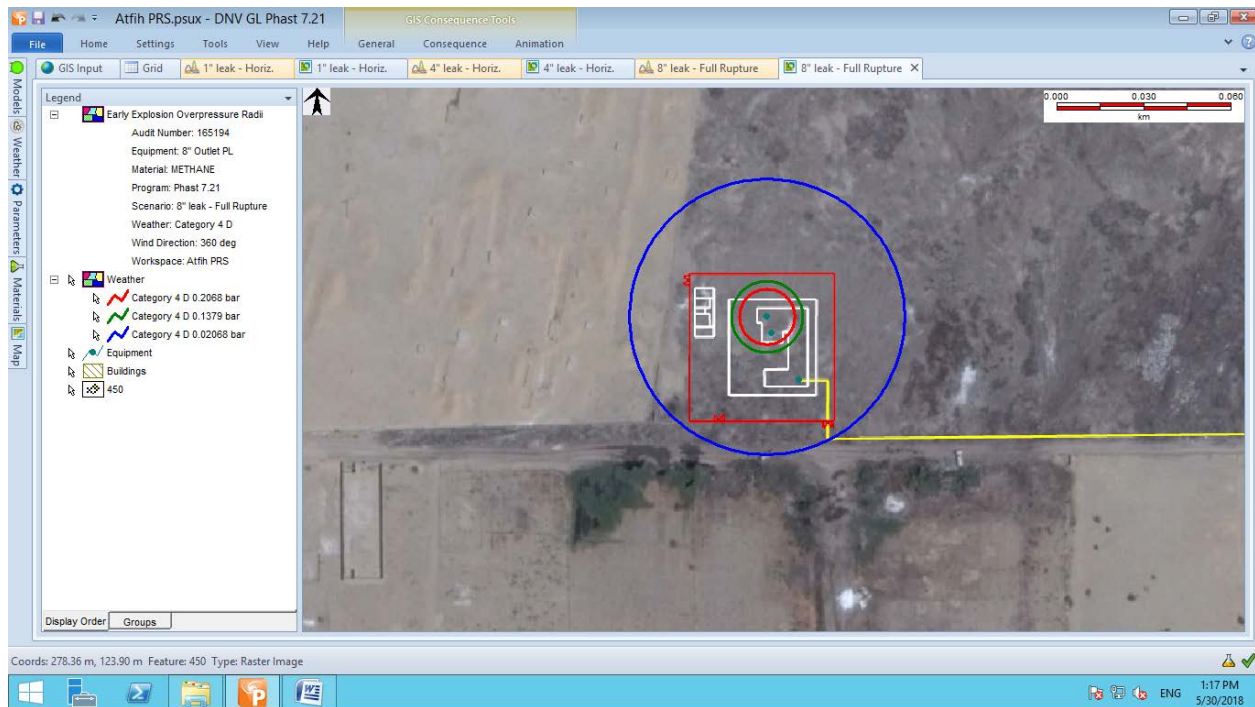 Atfih PRS.psux - DNV GL Phast 7.21
GIS Consequence Tools
File Home Settings Tools View Help General Consequence Animation
GIS Input Grid 1" leak - Horiz. 1" leak - Horiz. 4" leak - Horiz. 4" leak - Horiz. 8" leak - Full Rupture 8" leak - Full Rupture
Models
Weather
Parameters
Materials
Map
Legend
Early Explosion Overpressure Radii
Audit Number: 165194
Equipment: 8" Outlet PL
Material: METHANE
Program: Phast 7.21
Scenario: 8" leak - Full Rupture
Weather: Category 4 D
Wind Direction: 360 deg
Workspace: Atfih PRS
Weather
Category 4 D 0.2068 bar
Category 4 D 0.1379 bar
Category 4 D 0.02068 bar
Equipment
Buildings
450
0.000 0.030 0.060
km
Display Order Groups
Coords: 278.36 m, 123.90 m Feature: 450 Type: Raster Image
ENG
1:17 PM
5/30/2018